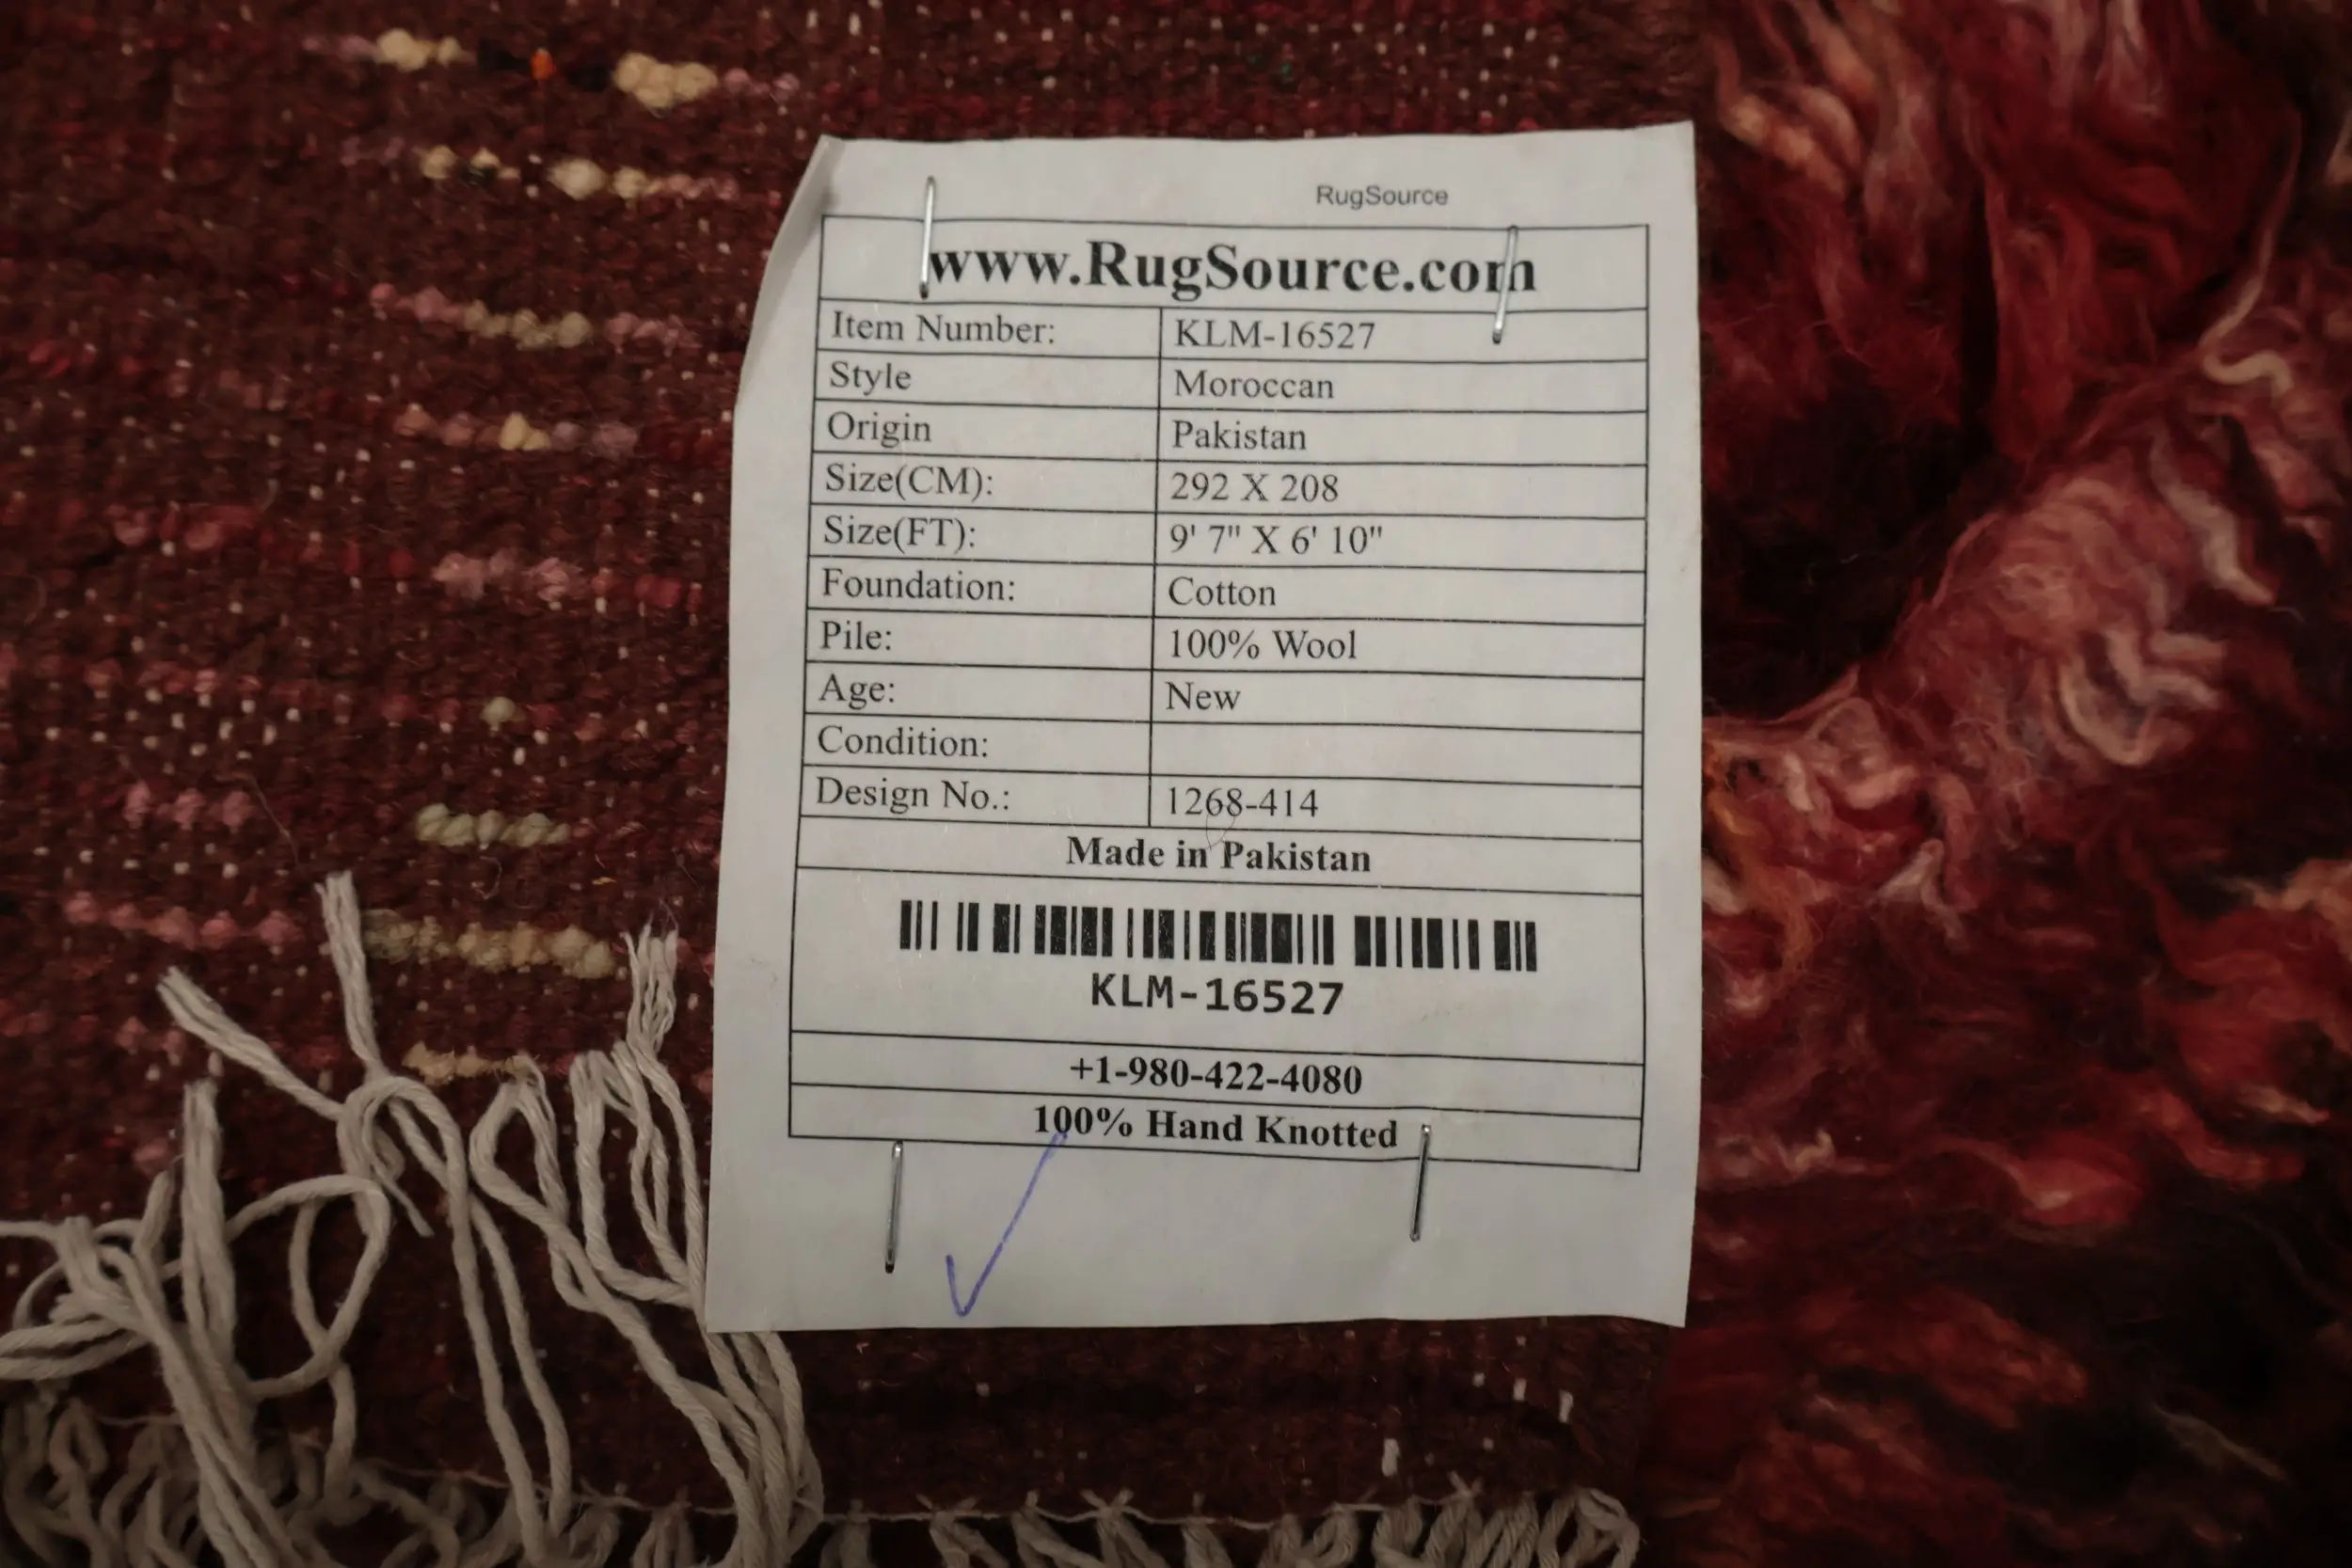 RugSource
www.RugSource.com
Item Number: KLM-16527
Style Moroccan
Origin Pakistan
Size(CM): 292 X 208
Size(FT): 9' 7" X 6' 10"
Foundation: Cotton
Pile: 100% Wool
Age: New
Condition:
Design No.: 1268-414
Made in Pakistan
KLM-16527
+1-980-422-4080
100% Hand Knotted